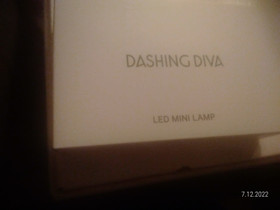 DASHING DIVA
LED MINI LAMP
7.12.2022